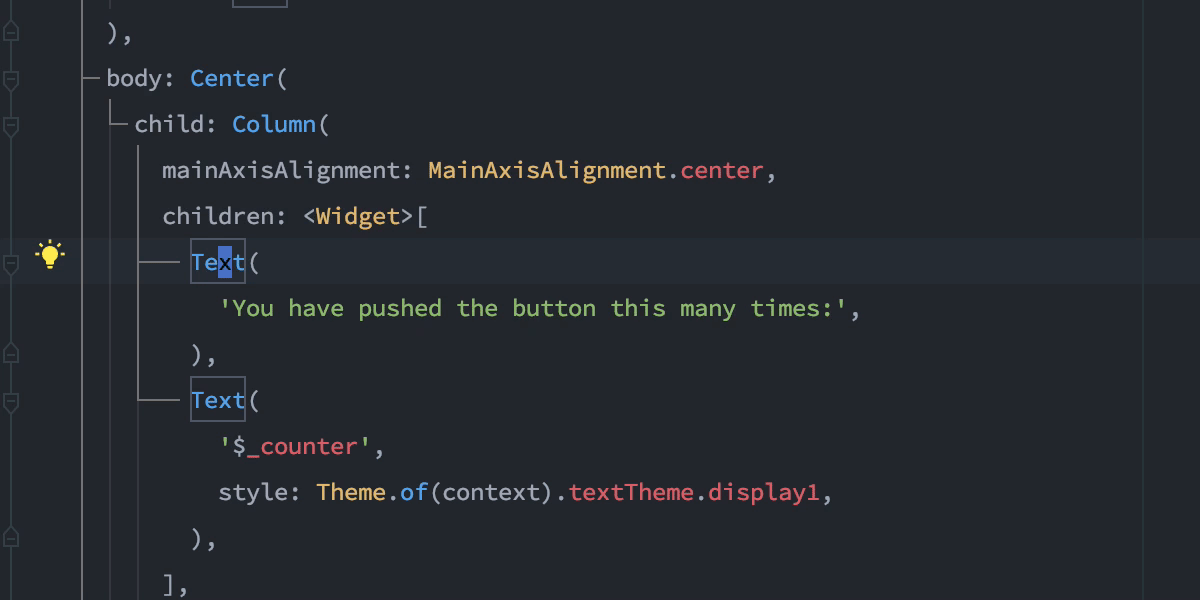 ),
body: Center(
child: Column(
mainAxisAlignment: MainAxisAlignment.center,
children: <Widget>[
Text(
'You have pushed the button this many times:',
),
Text(
'$_counter',
style: Theme.of(context).textTheme.display1,
),
],